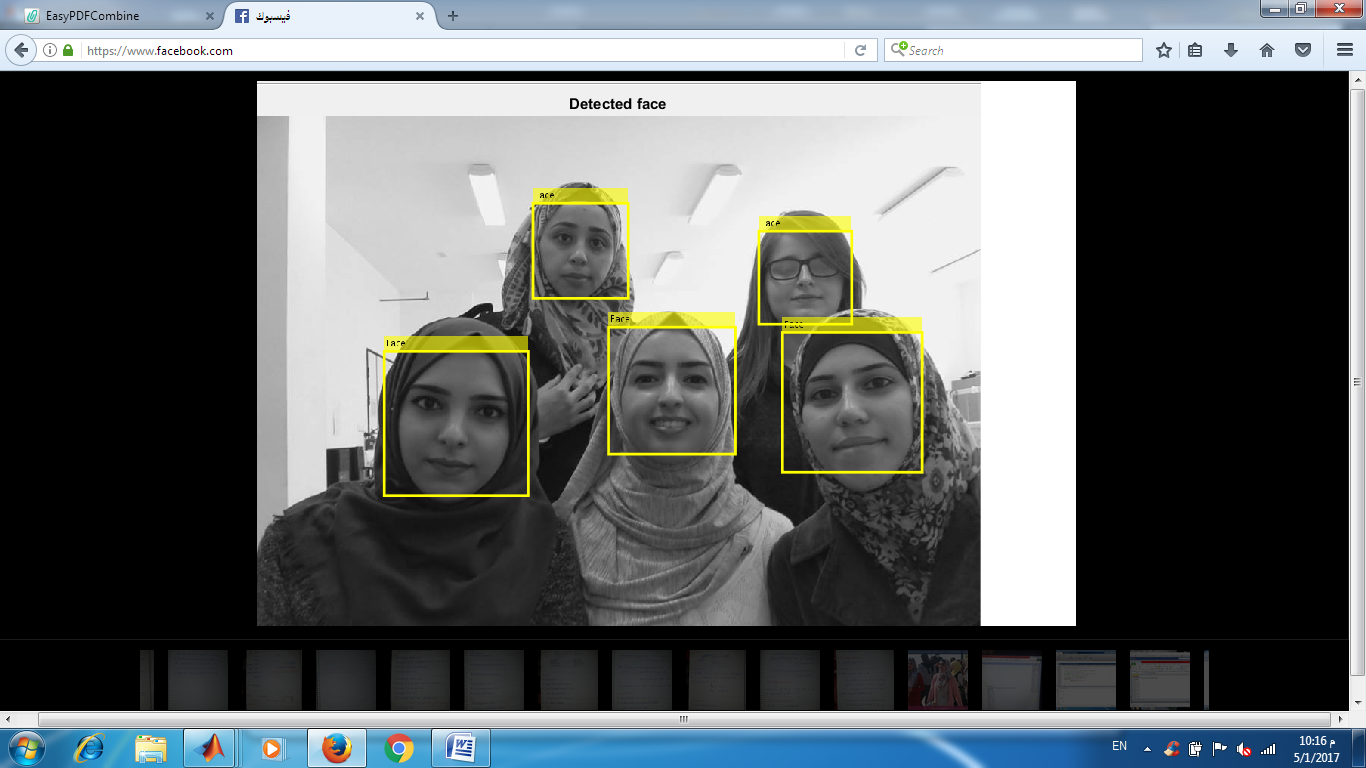 EasyPDFCombine
فيسبوك
https://www.facebook.com
Search
Detected face
ace
ace
Face
Face
Face
EN
10:16 م
5/1/2017